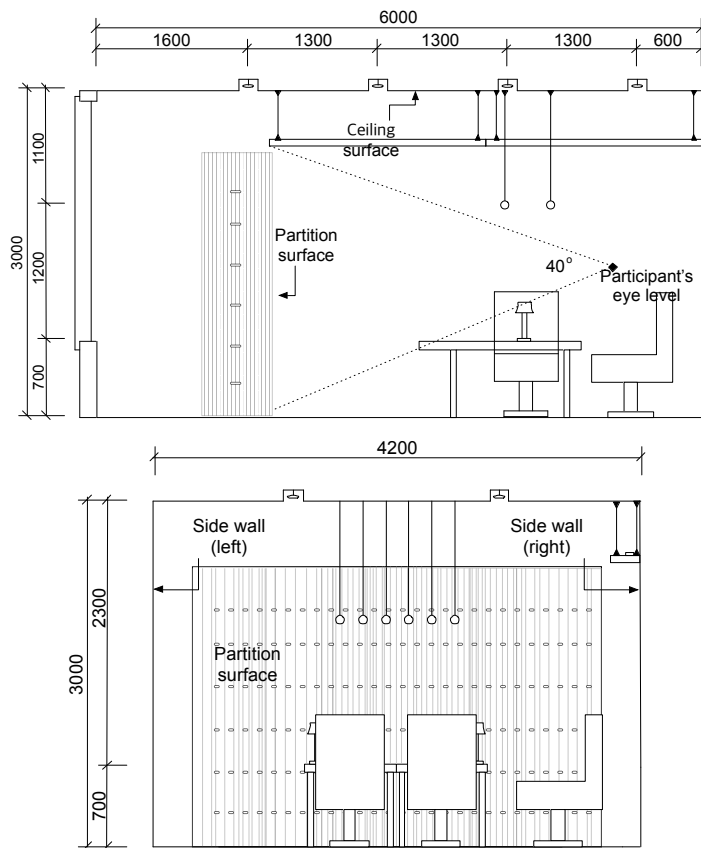 6000
1600 1300 1300 1300 600
1100
Ceiling
surface
3000
1200
Partition
surface
40°
Participant's
eye level
700
4200
Side wall
(left)
Side wall
(right)
2300
3000
Partition
surface
700